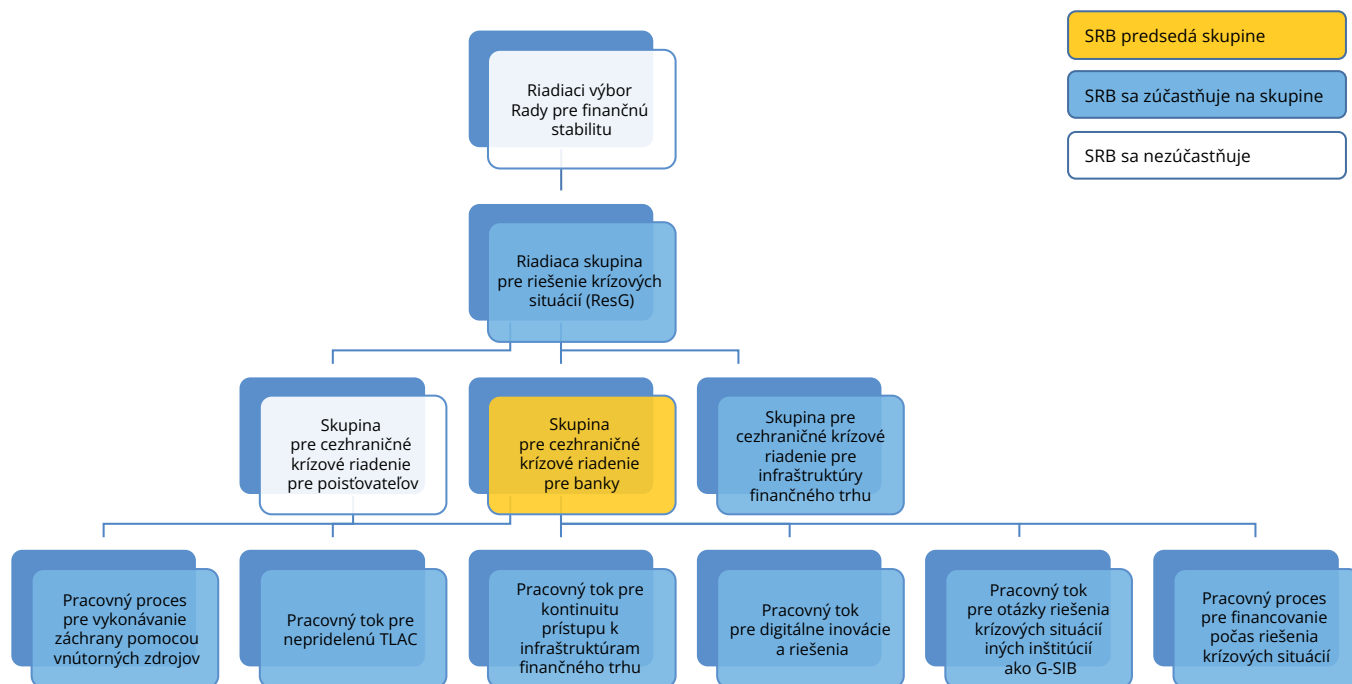 SRB predsedá skupine
SRB sa zúčastňuje na skupine
SRB sa nezúčastňuje
Riadiaci výbor
Rady pre finančnú
stabilitu
Riadiaca skupina
pre riešenie krízových
situácií (ResG)
Skupina
pre cezhraničné
krízové riadenie
pre poisťovateľov
Skupina
pre cezhraničné
krízové riadenie
pre banky
Skupina pre
cezhraničné krízové
riadenie pre
infraštruktúry
finančného trhu
Pracovný proces
pre vykonávanie
záchrany pomocou
vnútorných zdrojov
Pracovný tok pre
nepridelenú TLAC
Pracovný tok pre
kontinuitu
prístupu k
infraštruktúram
finančného trhu
Pracovný tok
pre digitálne inovácie
a riešenia
Pracovný tok
pre otázky riešenia
krízových situácií
iných inštitúcií
ako G-SIB
Pracovný proces
pre financovanie
počas riešenia
krízových situácií